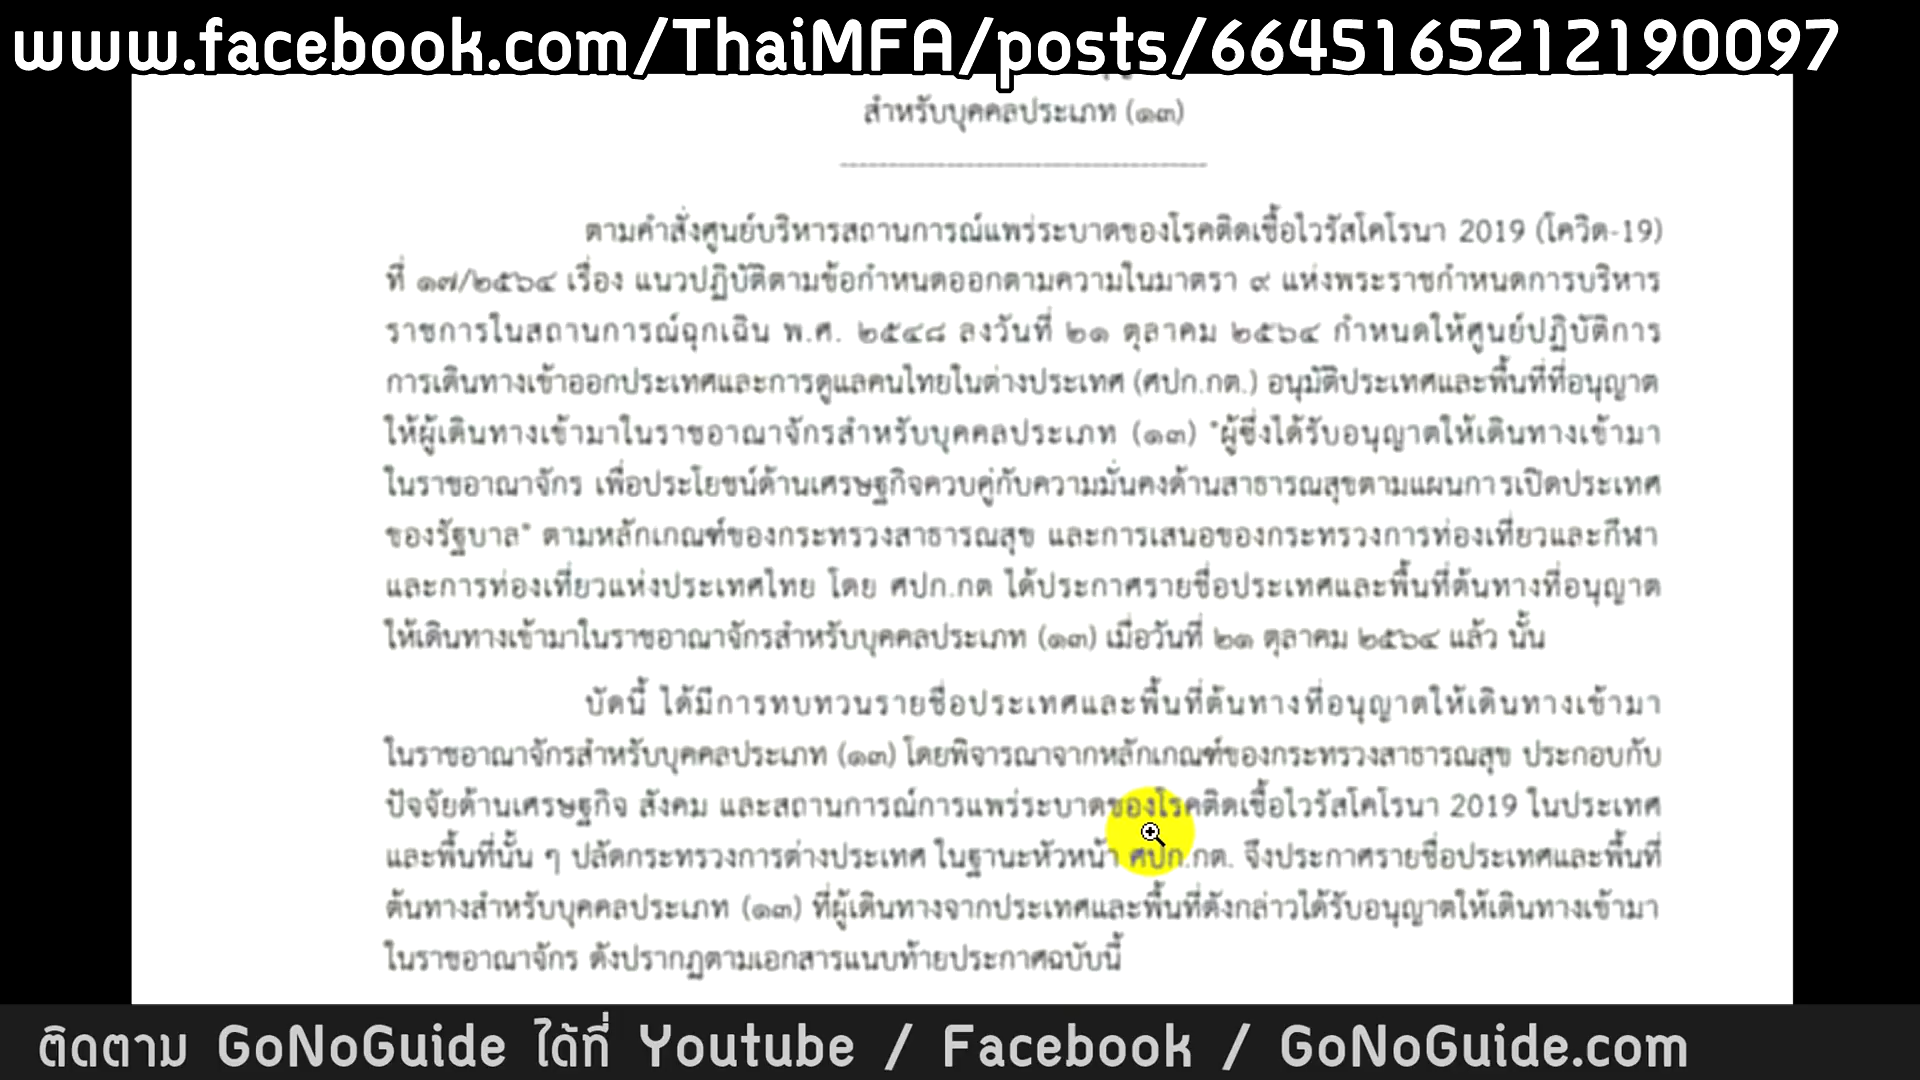 www.facebook.com/ThaiMFA/posts/6645165212190097
สำหรับบุคคลประเภท (๑๓)
ตามคำสั่งศูนย์บริหารสถานการณ์แพร่ระบาดของโรคติดเชื้อไวรัสโคโรนา 2019 (โควิด-19)
ที่ ๑๗/๒๕๖๔ เรื่อง แนวปฏิบัติตามข้อกำหนดออกตามความในมาตรา ๙ แห่งพระราชกำหนดการบริหาร
ราชการในสถานการณ์ฉุกเฉิน พ.ศ. ๒๕๔๘ ลงวันที่ ๒๑ ตุลาคม ๒๕๖๔ กำหนดให้ศูนย์ปฏิบัติการ
การเดินทางเข้าออกประเทศและการดูแลคนไทยในต่างประเทศ (ศปก.กต.) อนุมัติประเทศและพื้นที่ที่อนุญาต
ให้ผู้เดินทางเข้ามาในราชอาณาจักรสำหรับบุคคลประเภท (๑๓) "ผู้ซึ่งได้รับอนุญาตให้เดินทางเข้ามา
ในราชอาณาจักร เพื่อประโยชน์ด้านเศรษฐกิจควบคู่กับความมั่นคงด้านสาธารณสุขตามแผนการเปิดประเทศ
ของรัฐบาล" ตามหลักเกณฑ์ของกระทรวงสาธารณสุข และการเสนอของกระทรวงการท่องเที่ยวและกีฬา
และการท่องเที่ยวแห่งประเทศไทย โดย ศปก.กต ได้ประกาศรายชื่อประเทศและพื้นที่ต้นทางที่อนุญาต
ให้เดินทางเข้ามาในราชอาณาจักรสำหรับบุคคลประเภท (๑๓) เมื่อวันที่ ๒๑ ตุลาคม ๒๕๖๔ แล้ว นั้น
บัดนี้ ได้มีการทบทวนรายชื่อประเทศและพื้นที่ต้นทางที่อนุญาตให้เดินทางเข้ามา
ในราชอาณาจักรสำหรับบุคคลประเภท (๑๓) โดยพิจารณาจากหลักเกณฑ์ของกระทรวงสาธารณสุข ประกอบกับ
ปัจจัยด้านเศรษฐกิจ สังคม และสถานการณ์การแพร่ระบาดของโรคติดเชื้อไวรัสโคโรนา 2019 ในประเทศ
และพื้นที่นั้น ๆ ปลัดกระทรวงการต่างประเทศ ในฐานะหัวหน้า ศปก.กต. จึงประกาศรายชื่อประเทศและพื้นที่
ต้นทางสำหรับบุคคลประเภท (๑๓) ที่ผู้เดินทางจากประเทศและพื้นที่ดังกล่าวได้รับอนุญาตให้เดินทางเข้ามา
ในราชอาณาจักร ดังปรากฏตามเอกสารแนบท้ายประกาศฉบับนี้
ติดตาม GoNoGuide ได้ที่ Youtube / Facebook / GoNoGuide.com